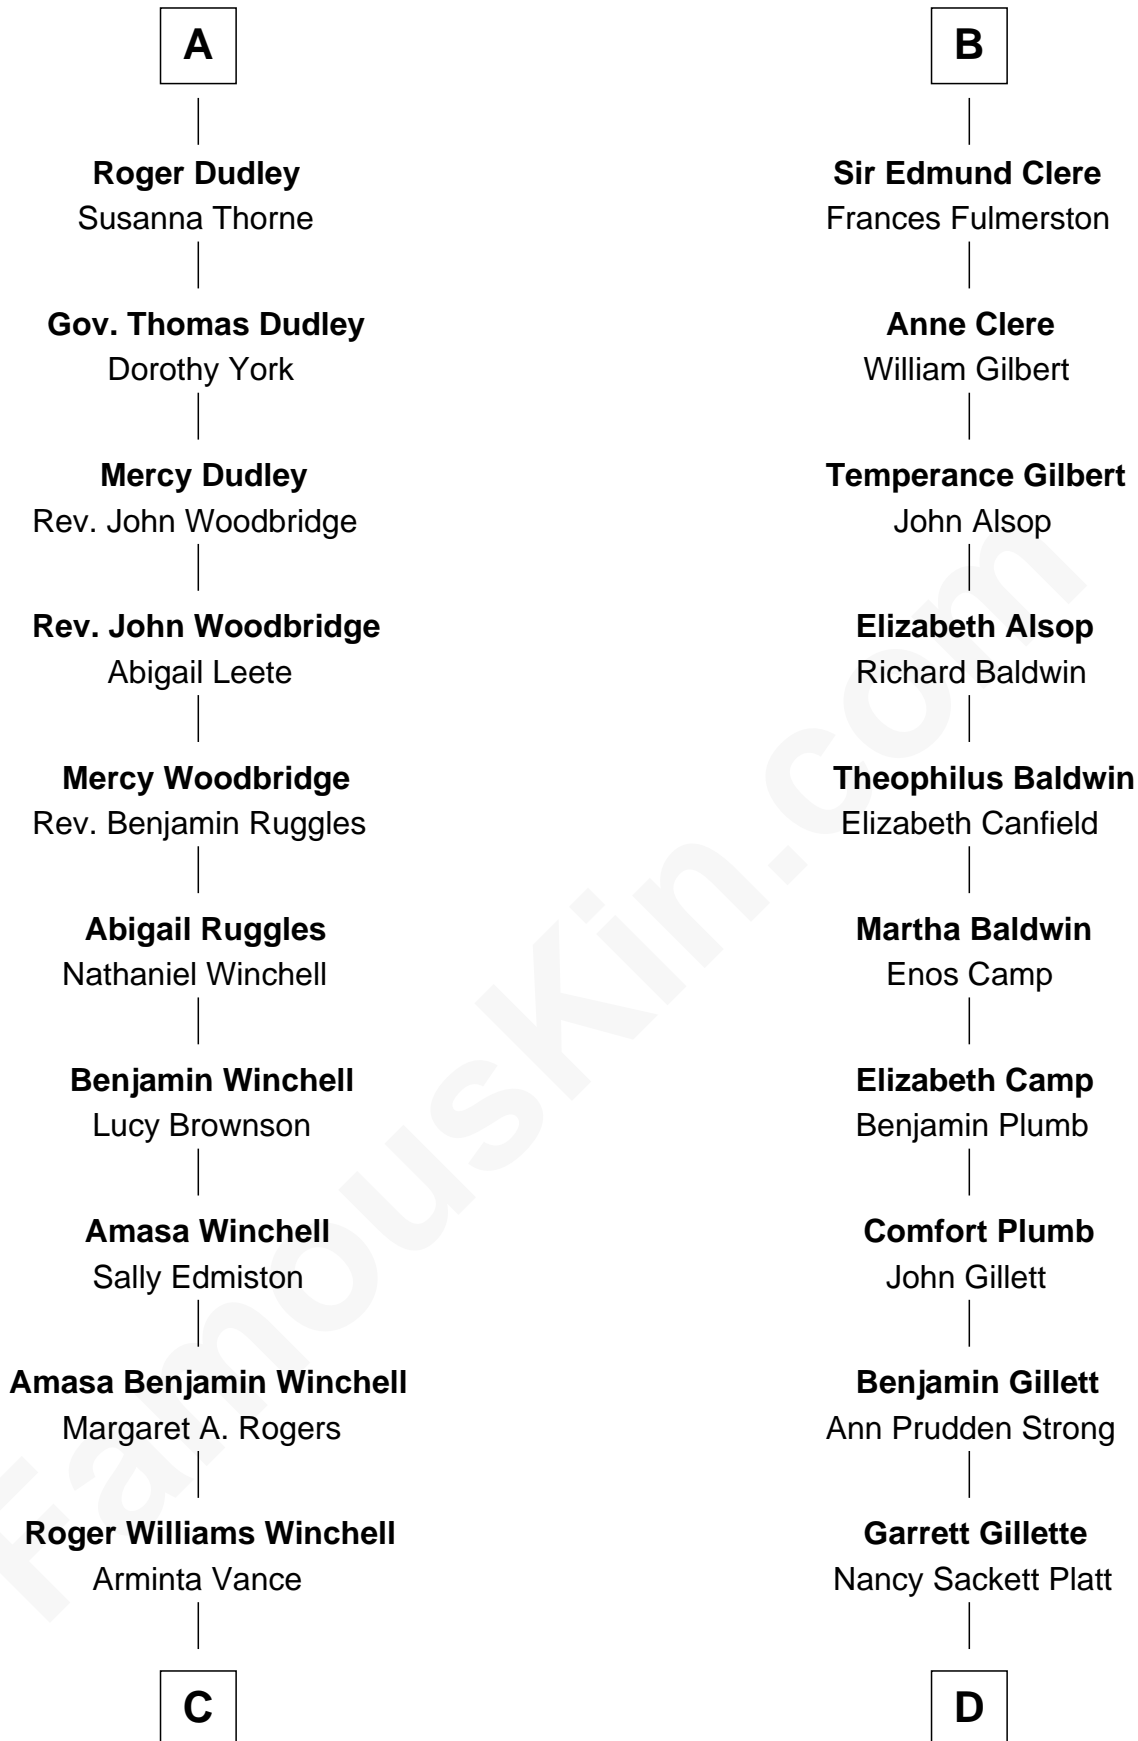 A
Roger Dudley
Susanna Thorne
Gov. Thomas Dudley
Dorothy York
Mercy Dudley
Rev. John Woodbridge
Rev. John Woodbridge
Abigail Leete
Mercy Woodbridge
Rev. Benjamin Ruggles
Abigail Ruggles
Nathaniel Winchell
Benjamin Winchell
Lucy Brownson
Amasa Winchell
Sally Edmiston
Amasa Benjamin Winchell
Margaret A. Rogers
Roger Williams Winchell
Arminta Vance
C
B
Sir Edmund Clere
Frances Fulmerston
Anne Clere
William Gilbert
Temperance Gilbert
John Alsop
Elizabeth Alsop
Richard Baldwin
Theophilus Baldwin
Elizabeth Canfield
Martha Baldwin
Enos Camp
Elizabeth Camp
Benjamin Plumb
Comfort Plumb
John Gillett
Benjamin Gillett
Ann Prudden Strong
Garrett Gillette
Nancy Sackett Platt
D
FamousKin.com